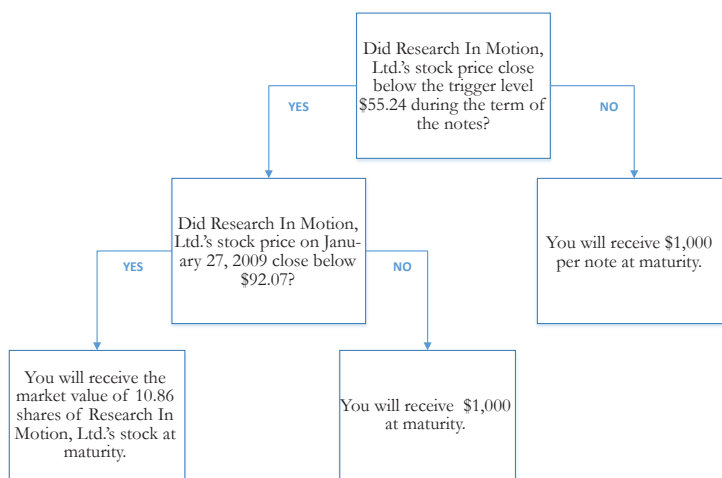 Did Research In Motion,
Ltd.'s stock price close
below the trigger level
$55.24 during the term of
the notes?
YES
NO
Did Research In Motion,
Ltd.'s stock price on Janu-
ary 27, 2009 close below
$92.07?
You will receive $1,000
per note at maturity.
YES
NO
You will receive the
market value of 10.86
shares of Research In
Motion, Ltd.'s stock at
maturity.
You will receive $1,000
at maturity.